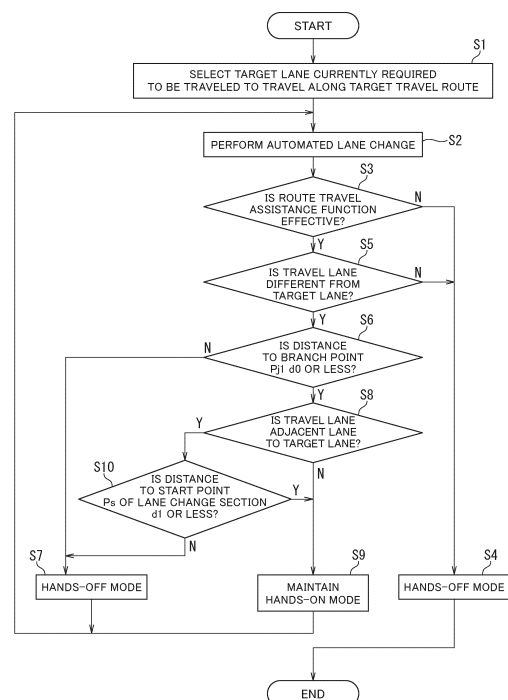 START
S1
SELECT TARGET LANE CURRENTLY REQUIRED
TO BE TRAVELED TO TRAVEL ALONG TARGET TRAVEL ROUTE
PERFORM AUTOMATED LANE CHANGE
S2
S3
IS ROUTE TRAVEL
ASSISTANCE FUNCTION
EFFECTIVE?
N
Y
S5
IS TRAVEL LANE
DIFFERENT FROM
TARGET LANE?
N
Y
S6
IS DISTANCE
TO BRANCH POINT
Pj1 d0 OR LESS?
N
Y
S8
IS TRAVEL LANE
ADJACENT LANE
TO TARGET LANE?
Y
N
S10
IS DISTANCE
TO START POINT
Ps OF LANE CHANGE SECTION
d1 OR LESS?
Y
N
S7
HANDS-OFF MODE
S9
MAINTAIN
HANDS-ON MODE
S4
HANDS-OFF MODE
END